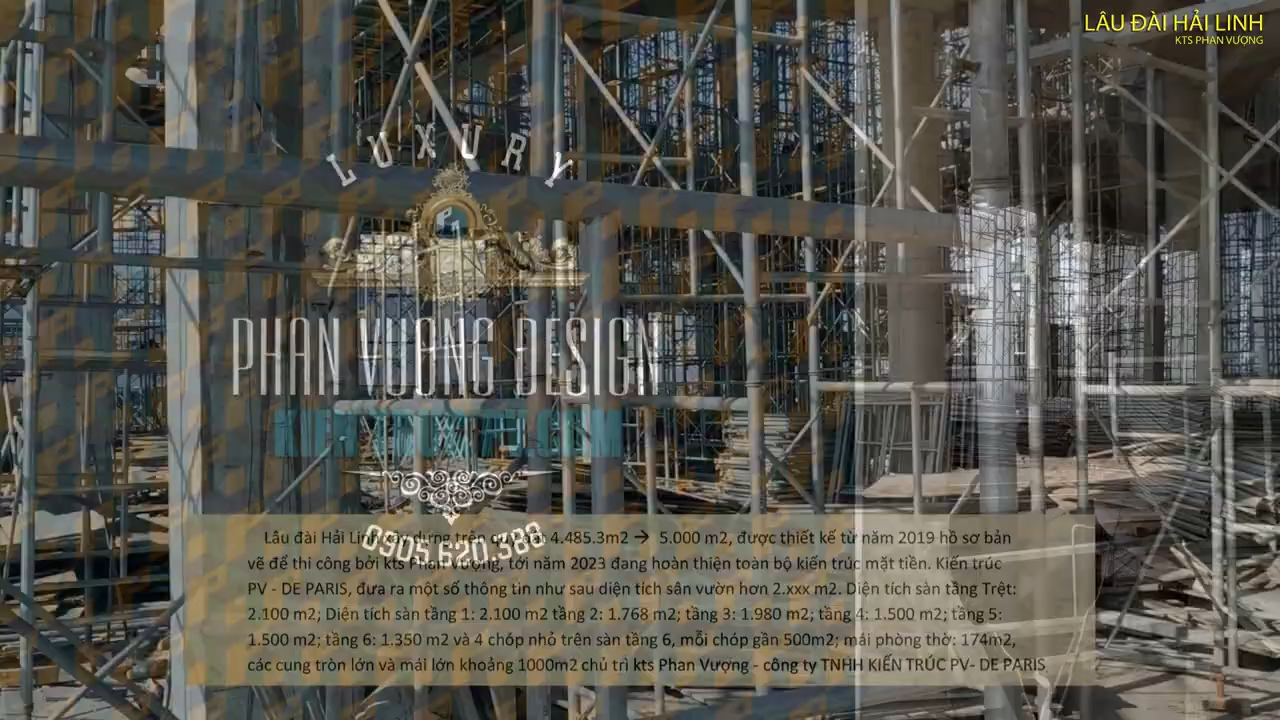 LÂU ĐÀI HẢI LINH
KTS PHAN VƯỢNG
LUXURY
PHAN VUONG DESIGN
0905.620.388
Lâu đài Hải Linh xây dựng trên quỹ đất 4.485.3m2 → 5.000 m2, được thiết kế từ năm 2019 hồ sơ bản
vẽ để thi công bởi kts Phan Vượng, tới năm 2023 đang hoàn thiện toàn bộ kiến trúc mặt tiền. Kiến trúc
PV - DE PARIS, đưa ra một số thông tin như sau diện tích sân vườn hơn 2.xxx m2. Diện tích sàn tầng Trệt:
2.100 m2; Diện tích sàn tầng 1: 2.100 m2 tầng 2: 1.768 m2; tầng 3: 1.980 m2; tầng 4: 1.500 m2; tầng 5:
1.500 m2; tầng 6: 1.350 m2 và 4 chóp nhỏ trên sàn tầng 6, mỗi chóp gần 500m2; mái phòng thờ: 174m2,
các cung tròn lớn và mái lớn khoảng 1000m2 chủ trì kts Phan Vượng - công ty TNHH KIẾN TRÚC PV- DE PARIS